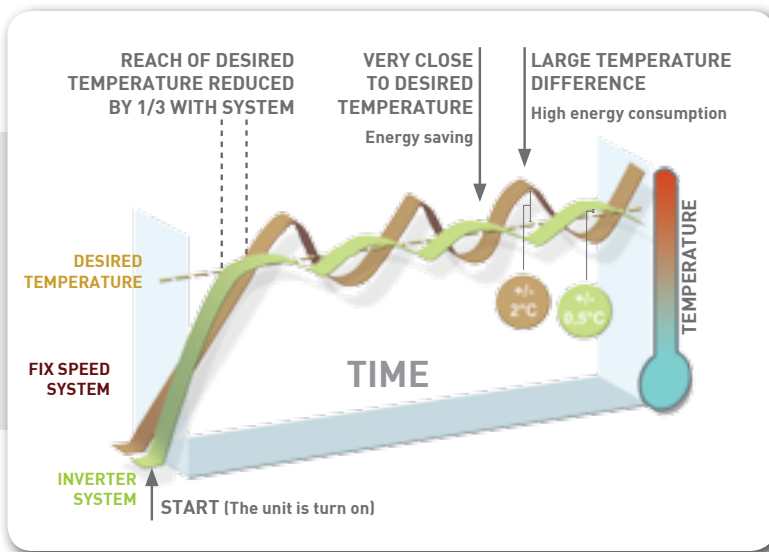 REACH OF DESIRED
TEMPERATURE REDUCED
BY 1/3 WITH SYSTEM
VERY CLOSE
TO DESIRED
TEMPERATURE
Energy saving
LARGE TEMPERATURE
DIFFERENCE
High energy consumption
DESIRED
TEMPERATURE
+/-
2°C
+/-
0,5°C
TEMPERATURE
FIX SPEED
SYSTEM
TIME
INVERTER
SYSTEM
START (The unit is turn on)